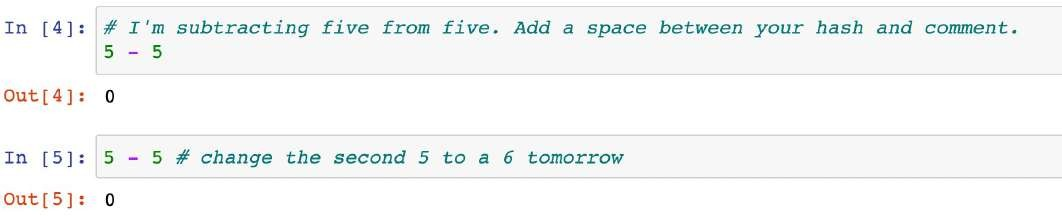 In [4]: # I'm subtracting five from five. Add a space between your hash and comment.
5 - 5
Out[4]: 0
In [5]: 5 - 5 # change the second 5 to a 6 tomorrow
Out[5]: 0